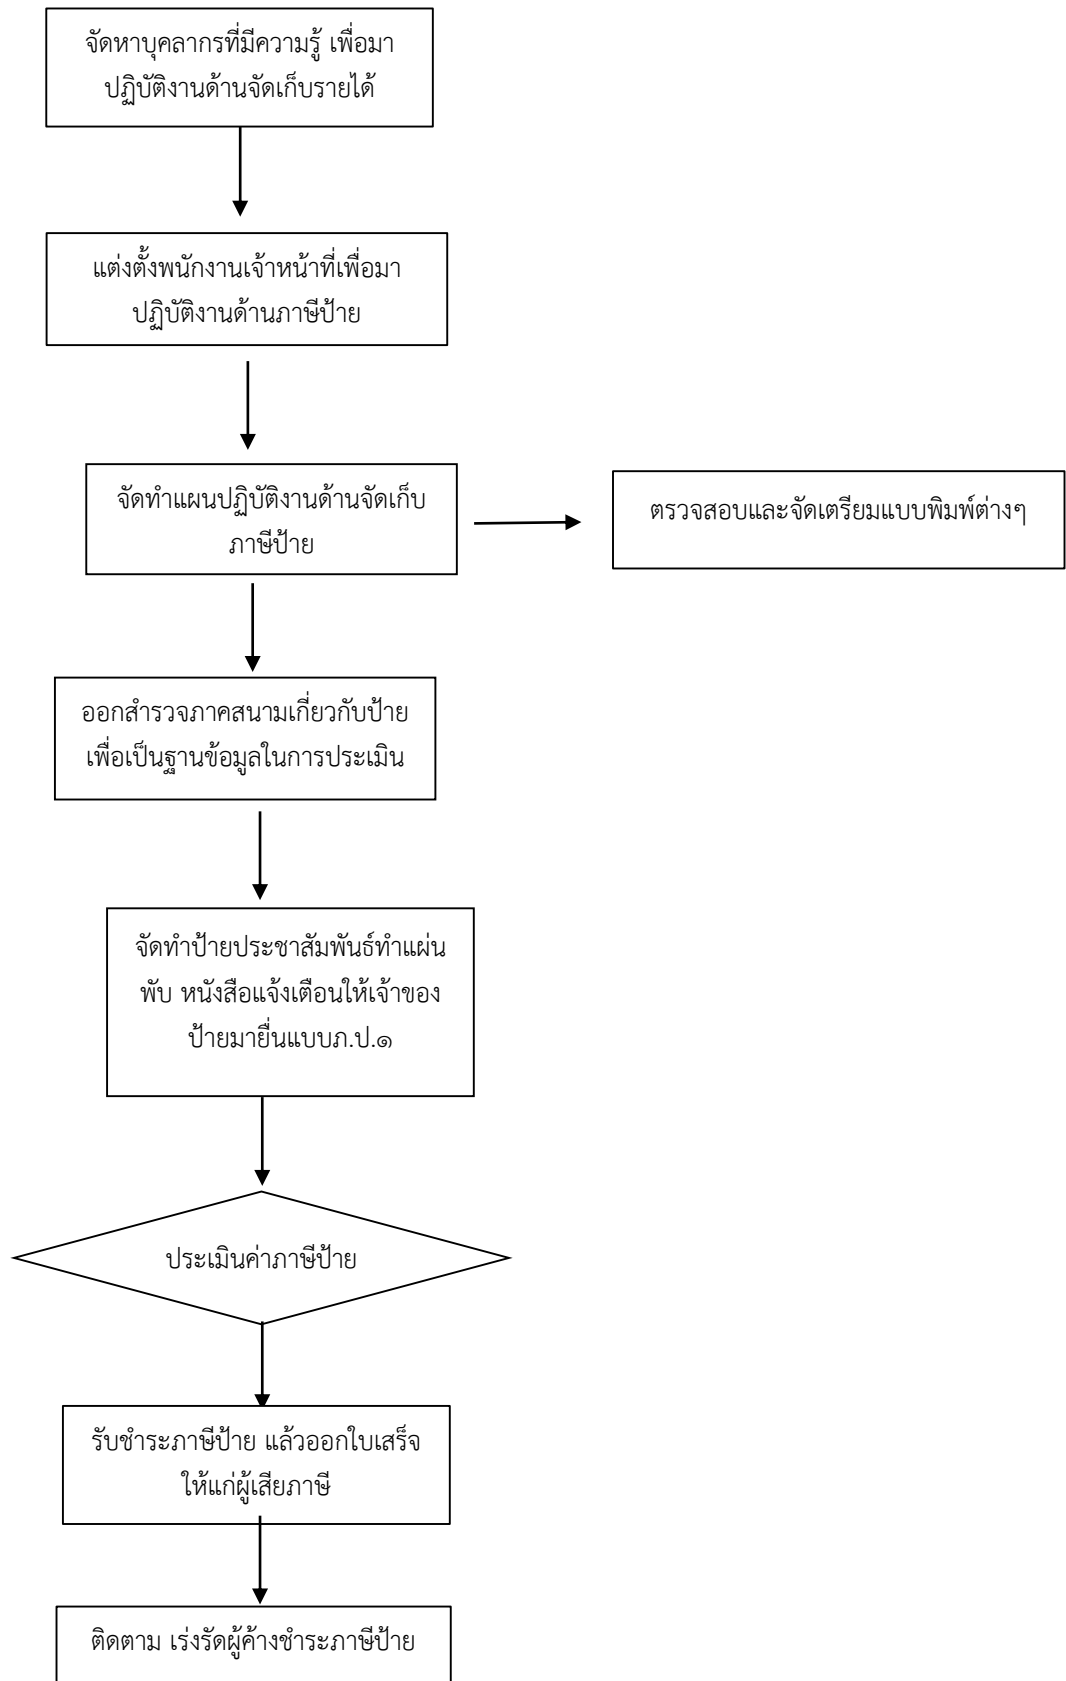 จัดหาบุคลากรที่มีความรู้ เพื่อมา
ปฏิบัติงานด้านจัดเก็บรายได้
แต่งตั้งพนักงานเจ้าหน้าที่เพื่อมา
ปฏิบัติงานด้านภาษีป้าย
จัดทำแผนปฏิบัติงานด้านจัดเก็บ
ภาษีป้าย
ตรวจสอบและจัดเตรียมแบบพิมพ์ต่างๆ
ออกสำรวจภาคสนามเกี่ยวกับป้าย
เพื่อเป็นฐานข้อมูลในการประเมิน
จัดทำป้ายประชาสัมพันธ์ทำแผ่น
พับ หนังสือแจ้งเตือนให้เจ้าของ
ป้ายมายื่นแบบภ.ป.๑
ประเมินค่าภาษีป้าย
รับชำระภาษีป้าย แล้วออกใบเสร็จ
ให้แก่ผู้เสียภาษี
ติดตาม เร่งรัดผู้ค้างชำระภาษีป้าย